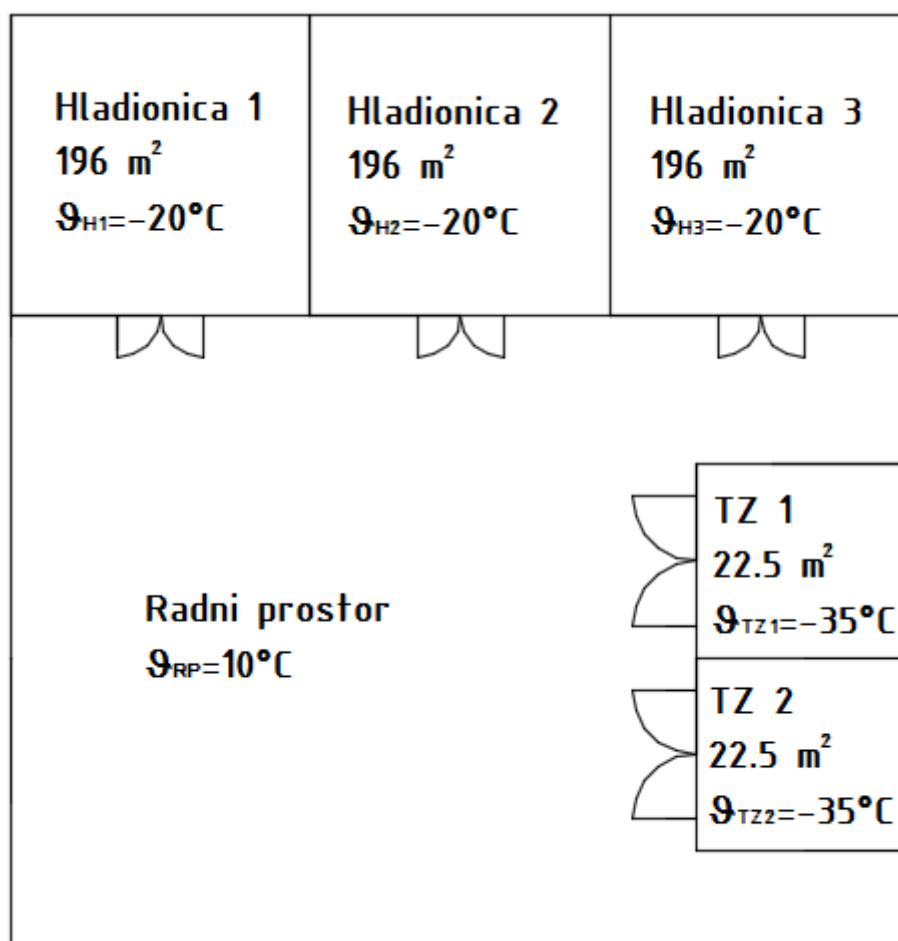 Hladionica 1
196 m²
ϑH1=-20°C
Hladionica 2
196 m²
ϑH2=-20°C
Hladionica 3
196 m²
ϑH3=-20°C
TZ 1
22.5 m²
ϑTZ1=-35°C
Radni prostor
ϑRP=10°C
TZ 2
22.5 m²
ϑTZ2=-35°C